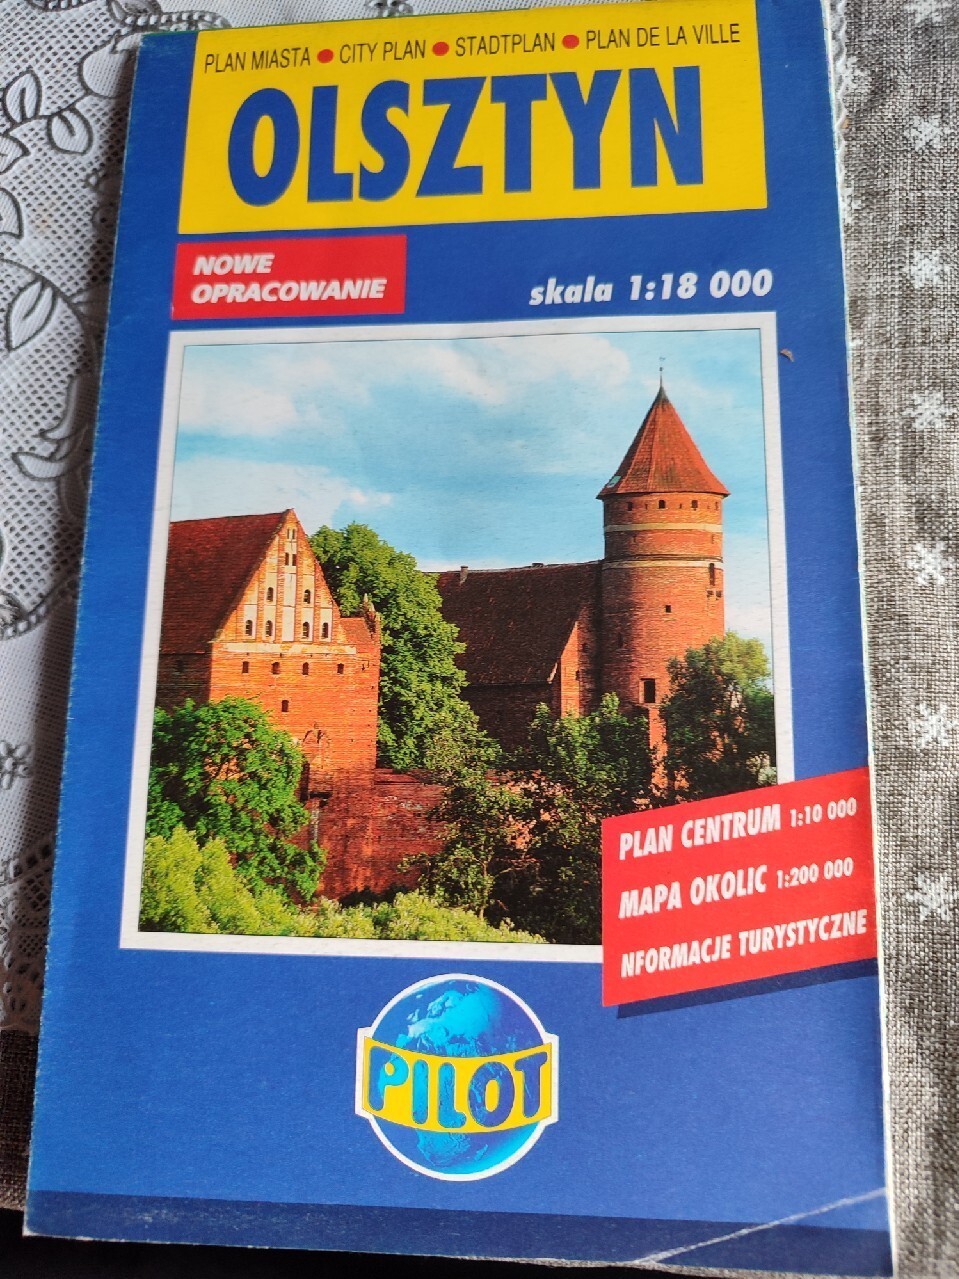 PLAN MIASTA ● CITY PLAN ● STADTPLAN ● PLAN DE LA VILLE
OLSZTYN
NOWE
OPRACOWANIE
skala 1:18 000
PLAN CENTRUM 1:10 000
MAPA OKOLIC 1:200 000
NFORMACJE TURYSTYCZNE
PILOT